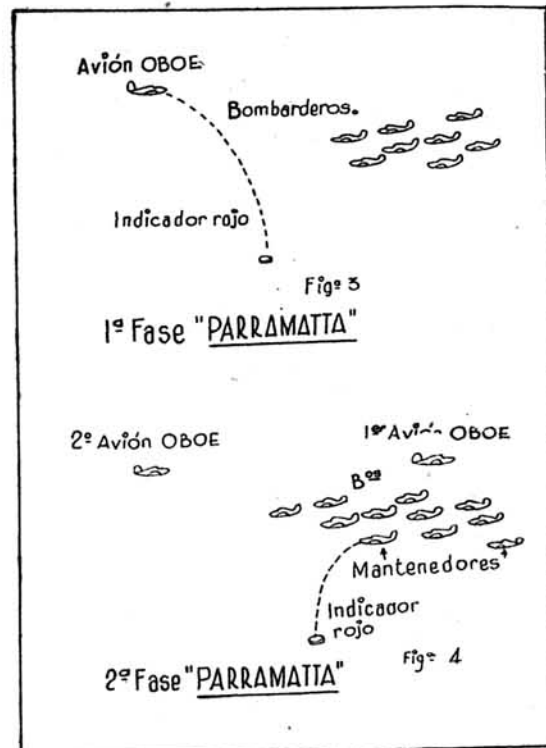 Avión OBOE
Bombarderos.
Indicador rojo
Figª 3
1ª Fase "PARRAMATTA"
2º Avión OBOE
1er Avión OBOE
Bos
Mantenedores
Indicador
rojo
Figª 4
2ª Fase "PARRAMATTA"